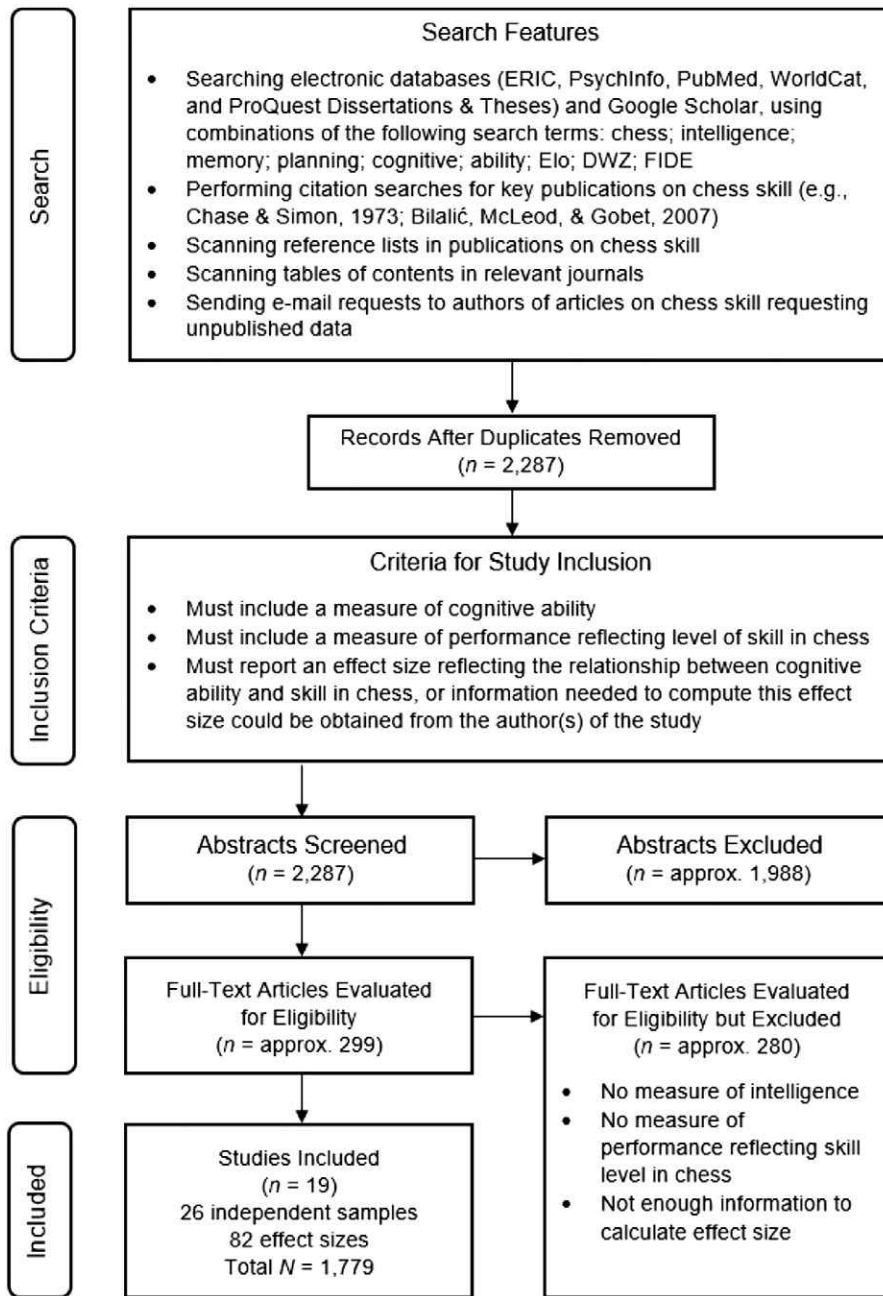 Search
Search Features
• Searching electronic databases (ERIC, PsychInfo, PubMed, WorldCat,
and ProQuest Dissertations & Theses) and Google Scholar, using
combinations of the following search terms: chess; intelligence;
memory; planning; cognitive; ability; Elo; DWZ; FIDE
• Performing citation searches for key publications on chess skill (e.g.,
Chase & Simon, 1973; Bilalić, McLeod, & Gobet, 2007)
• Scanning reference lists in publications on chess skill
• Scanning tables of contents in relevant journals
• Sending e-mail requests to authors of articles on chess skill requesting
unpublished data
Records After Duplicates Removed
(n = 2,287)
Inclusion Criteria
Criteria for Study Inclusion
• Must include a measure of cognitive ability
• Must include a measure of performance reflecting level of skill in chess
• Must report an effect size reflecting the relationship between cognitive
ability and skill in chess, or information needed to compute this effect
size could be obtained from the author(s) of the study
Eligibility
Abstracts Screened
(n = 2,287)
Abstracts Excluded
(n = approx. 1,988)
Full-Text Articles Evaluated
for Eligibility
(n = approx. 299)
Full-Text Articles Evaluated
for Eligibility but Excluded
(n = approx. 280)
• No measure of intelligence
• No measure of
performance reflecting skill
level in chess
• Not enough information to
calculate effect size
Included
Studies Included
(n = 19)
26 independent samples
82 effect sizes
Total N = 1,779